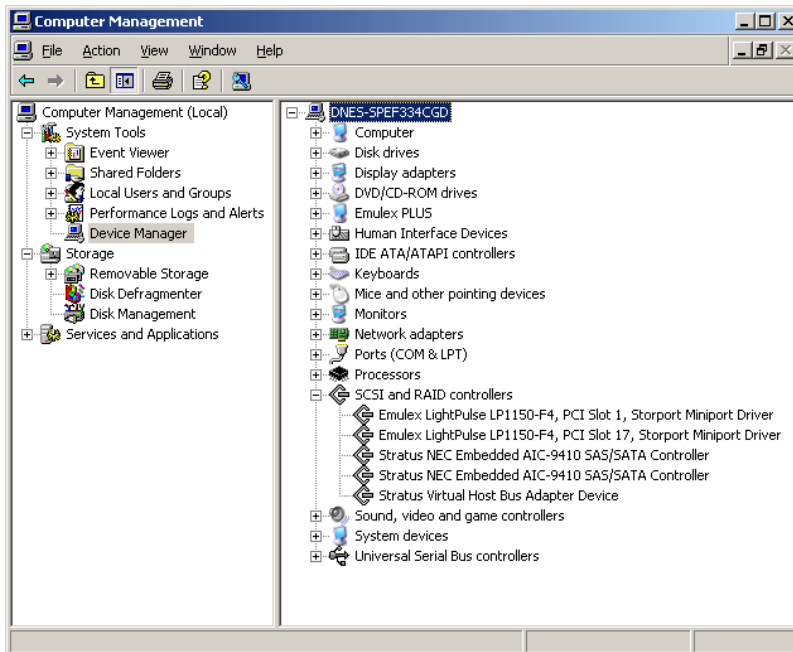 Computer Management
File Action View Window Help
Computer Management (Local)
System Tools
Event Viewer
Shared Folders
Local Users and Groups
Performance Logs and Alerts
Device Manager
Storage
Removable Storage
Disk Defragmenter
Disk Management
Services and Applications
DNES-SPEF334CGD
Computer
Disk drives
Display adapters
DVD/CD-ROM drives
Emulex PLUS
Human Interface Devices
IDE ATA/ATAPI controllers
Keyboards
Mice and other pointing devices
Monitors
Network adapters
Ports (COM & LPT)
Processors
SCSI and RAID controllers
Emulex LightPulse LP1150-F4, PCI Slot 1, Storport Miniport Driver
Emulex LightPulse LP1150-F4, PCI Slot 17, Storport Miniport Driver
Stratus NEC Embedded AIC-9410 SAS/SATA Controller
Stratus NEC Embedded AIC-9410 SAS/SATA Controller
Stratus Virtual Host Bus Adapter Device
Sound, video and game controllers
System devices
Universal Serial Bus controllers